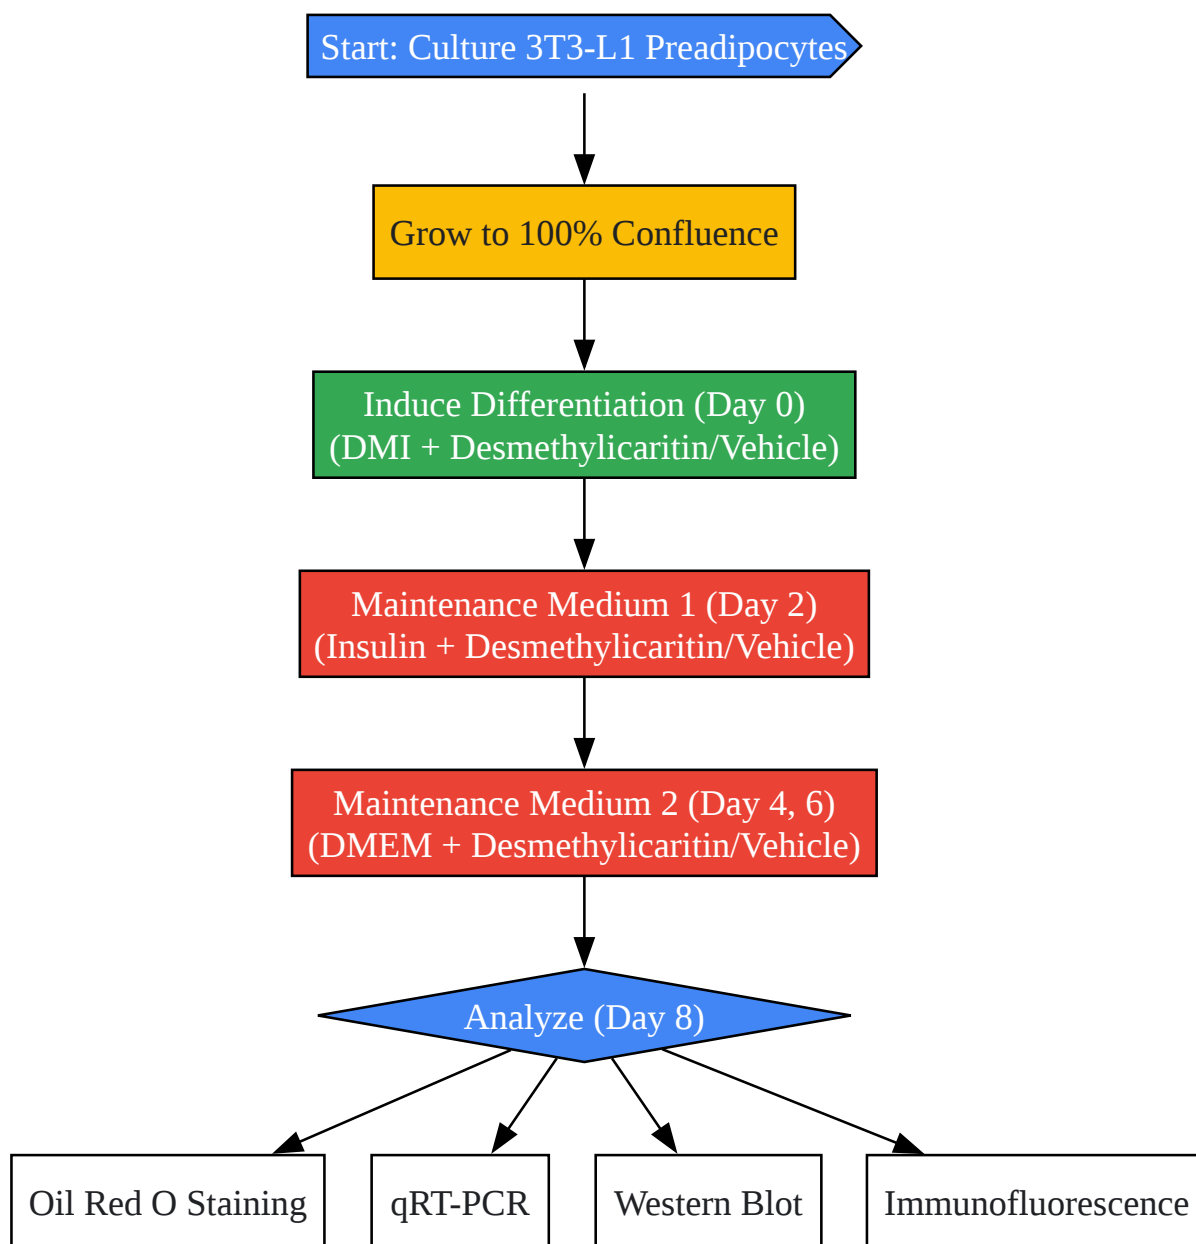 Start: Culture 3T3-L1 Preadipocytes
Grow to 100% Confluence
Induce Differentiation (Day 0)
(DMI + Desmethylicaritin/Vehicle)
Maintenance Medium 1 (Day 2)
(Insulin + Desmethylicaritin/Vehicle)
Maintenance Medium 2 (Day 4, 6)
(DMEM + Desmethylicaritin/Vehicle)
Analyze (Day 8)
Oil Red O Staining
qRT-PCR
Western Blot
Immunofluorescence